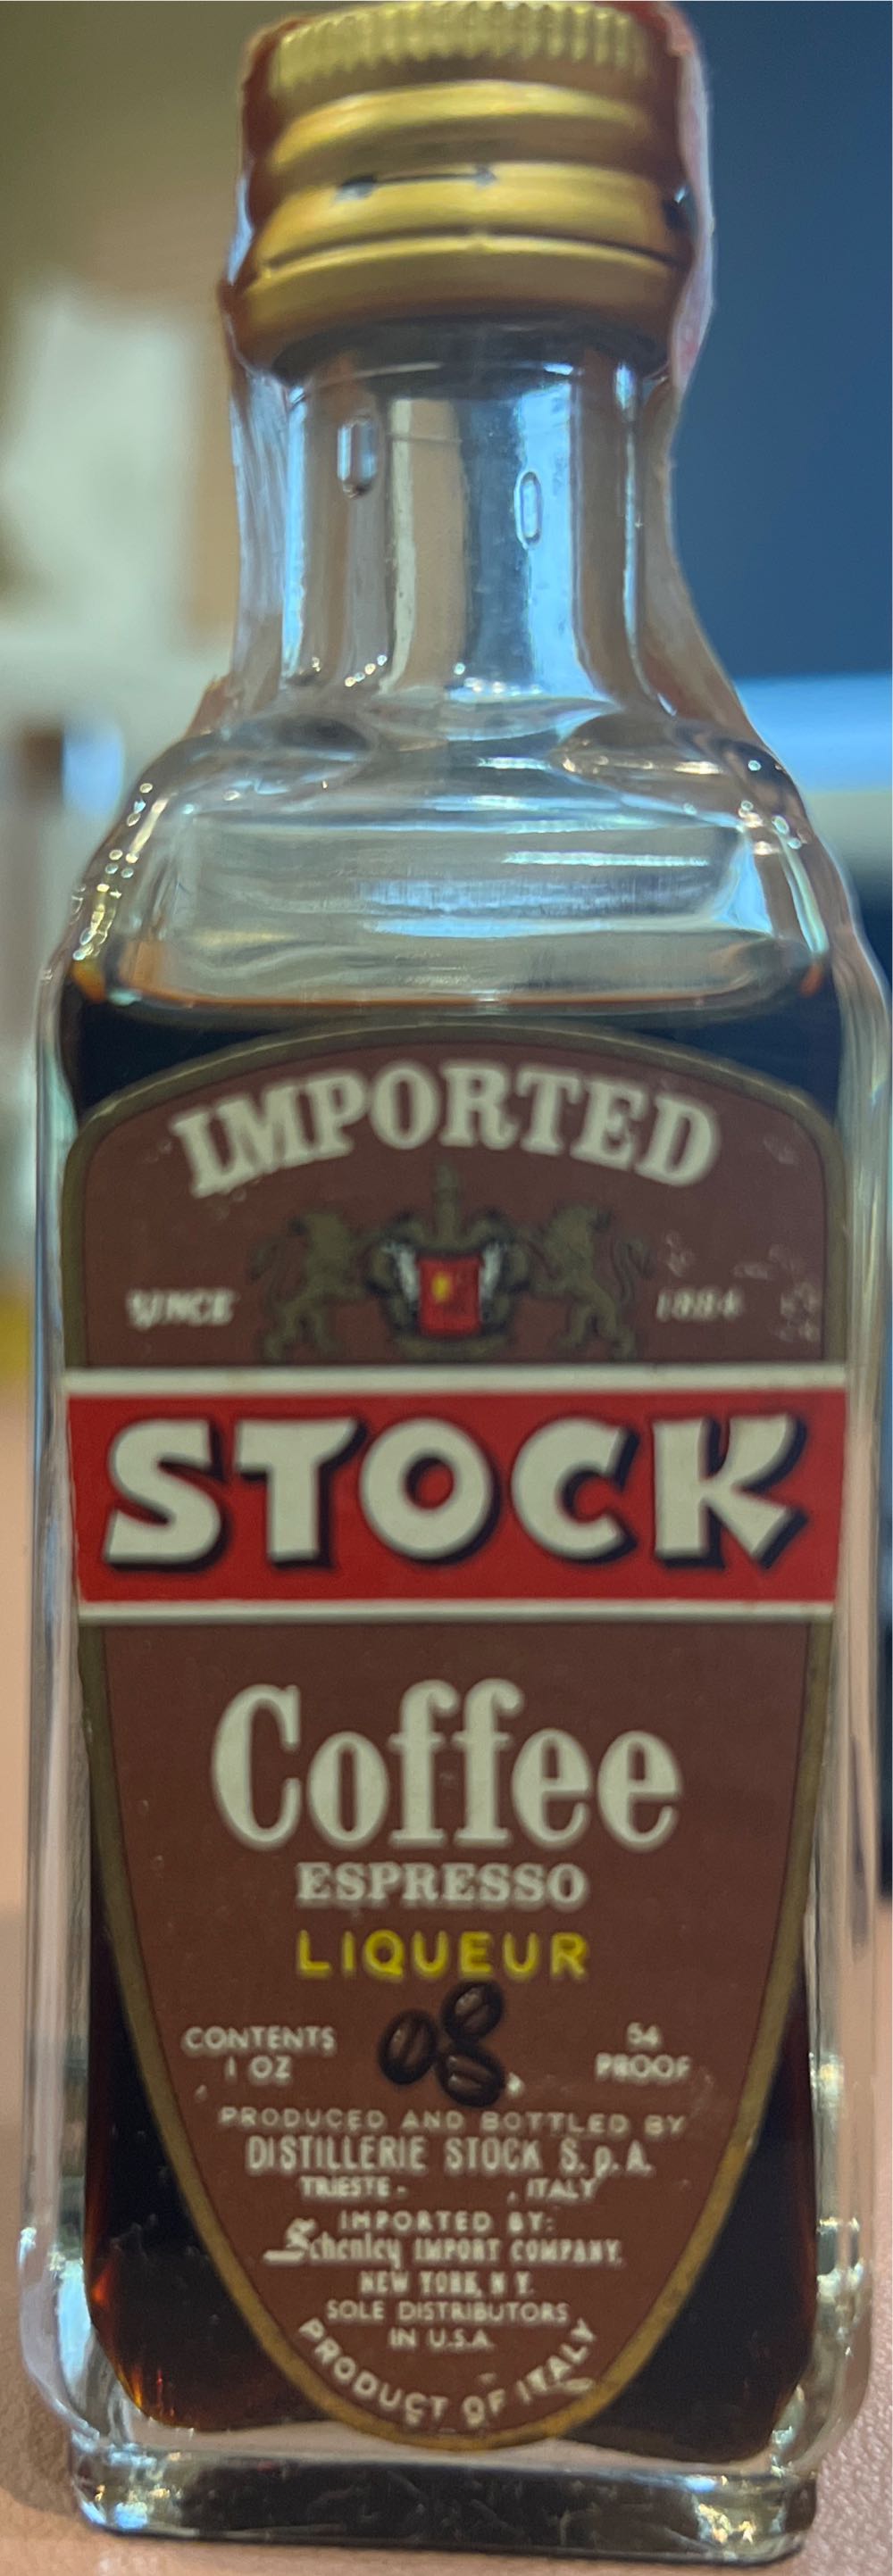 IMPORTED
SINCE 1884
STOCK
Coffee
ESPRESSO
LIQUEUR
CONTENTS
1 OZ
54
PROOF
PRODUCED AND BOTTLED BY
DISTILLERIE STOCK S.p.A.
TRIESTE - , ITALY
IMPORTED BY:
Schenley IMPORT COMPANY,
NEW YORK, N Y.
SOLE DISTRIBUTORS
IN U.S.A.
PRODUCT OF ITALY